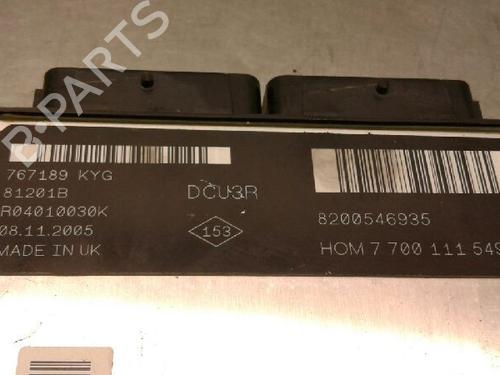 B-PARTS
767189 KYG
81201B
R04010030K
08.11.2005
MADE IN UK
DCU3R
153
8200546935
HOM 7 700 111 549